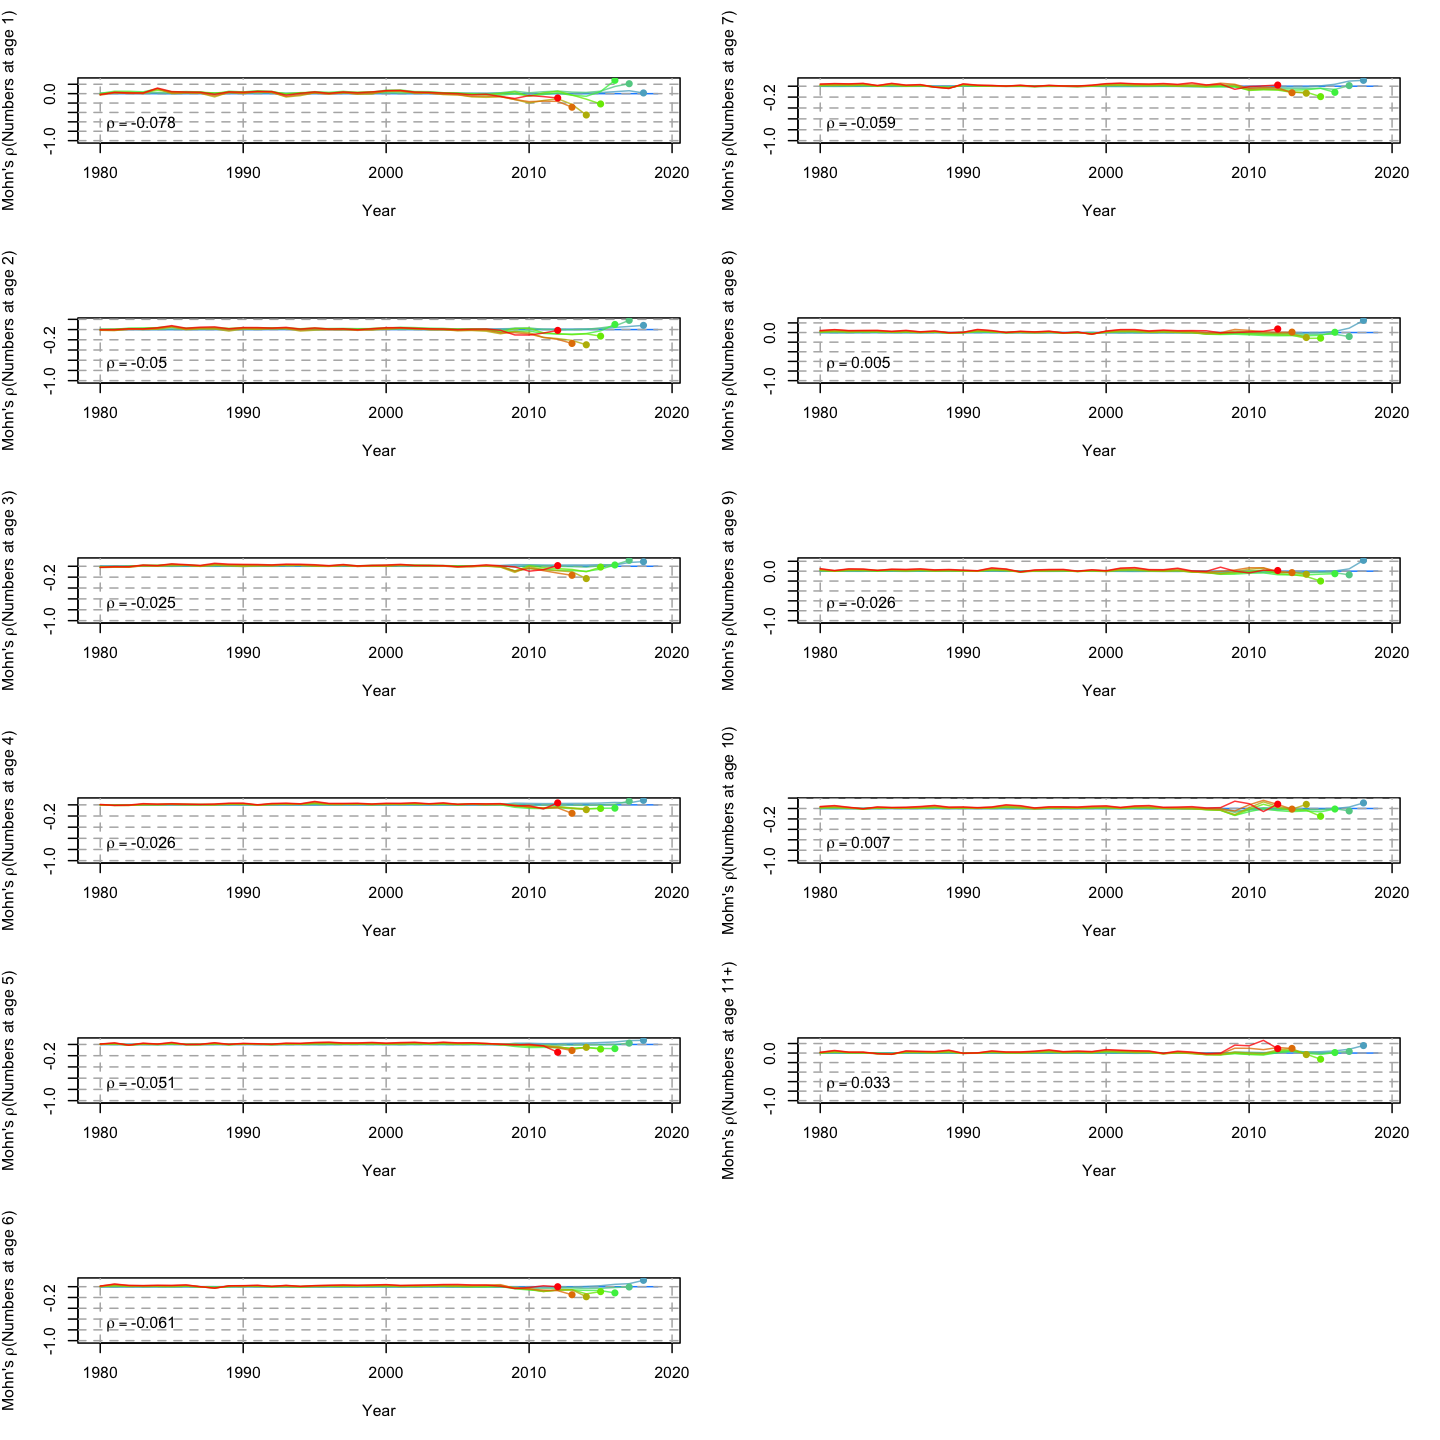 Mohn's ρ(Numbers at age 1)
0.0
-1.0
ρ = -0.078
1980 1990 2000 2010 2020
Year
Mohn's ρ(Numbers at age 2)
-0.2
-1.0
ρ = -0.05
1980 1990 2000 2010 2020
Year
Mohn's ρ(Numbers at age 3)
-0.2
-1.0
ρ = -0.025
1980 1990 2000 2010 2020
Year
Mohn's ρ(Numbers at age 4)
-0.2
-1.0
ρ = -0.026
1980 1990 2000 2010 2020
Year
Mohn's ρ(Numbers at age 5)
-0.2
-1.0
ρ = -0.051
1980 1990 2000 2010 2020
Year
Mohn's ρ(Numbers at age 6)
-0.2
-1.0
ρ = -0.061
1980 1990 2000 2010 2020
Year
Mohn's ρ(Numbers at age 7)
-0.2
-1.0
ρ = -0.059
1980 1990 2000 2010 2020
Year
Mohn's ρ(Numbers at age 8)
0.0
-1.0
ρ = 0.005
1980 1990 2000 2010 2020
Year
Mohn's ρ(Numbers at age 9)
0.0
-1.0
ρ = -0.026
1980 1990 2000 2010 2020
Year
Mohn's ρ(Numbers at age 10)
-0.2
-1.0
ρ = 0.007
1980 1990 2000 2010 2020
Year
Mohn's ρ(Numbers at age 11+)
0.0
-1.0
ρ = 0.033
1980 1990 2000 2010 2020
Year